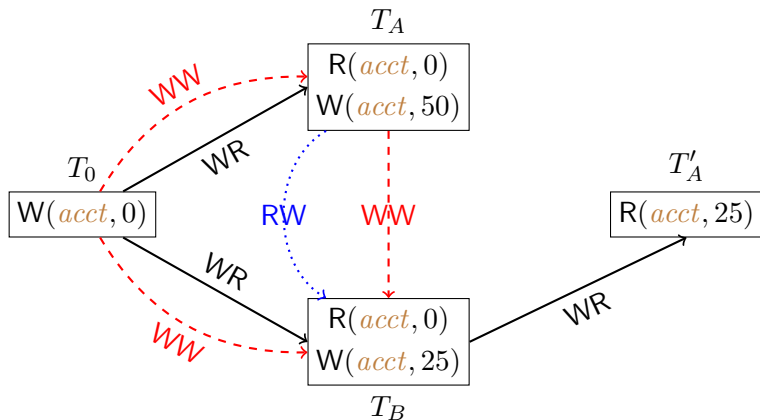 T_A
R(acct, 0)
W(acct, 50)
WW
WR
T_0
W(acct, 0)
RW
WW
T'_A
R(acct, 25)
WR
WW
WR
R(acct, 0)
W(acct, 25)
T_B